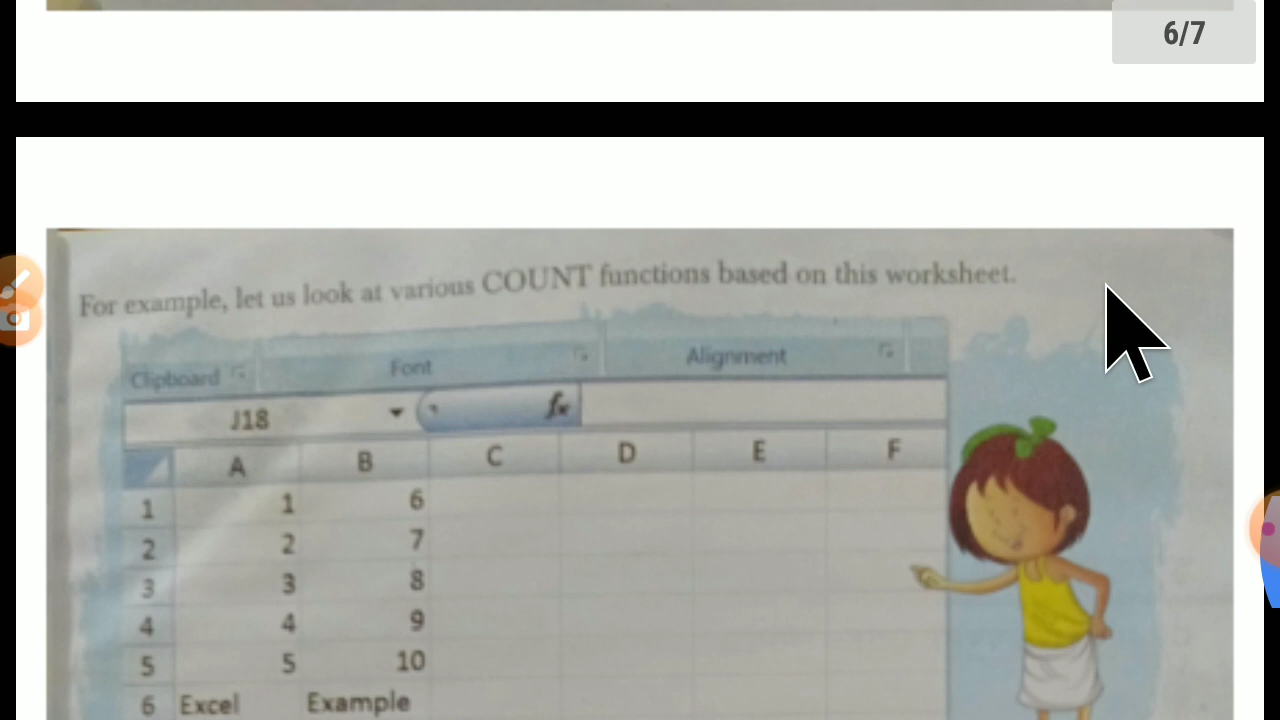 6/7
For example, let us look at various COUNT functions based on this worksheet.
Clipboard Font Alignment
J18 fx
A B C D E F
1 1 6
2 2 7
3 3 8
4 4 9
5 5 10
6 Excel Example